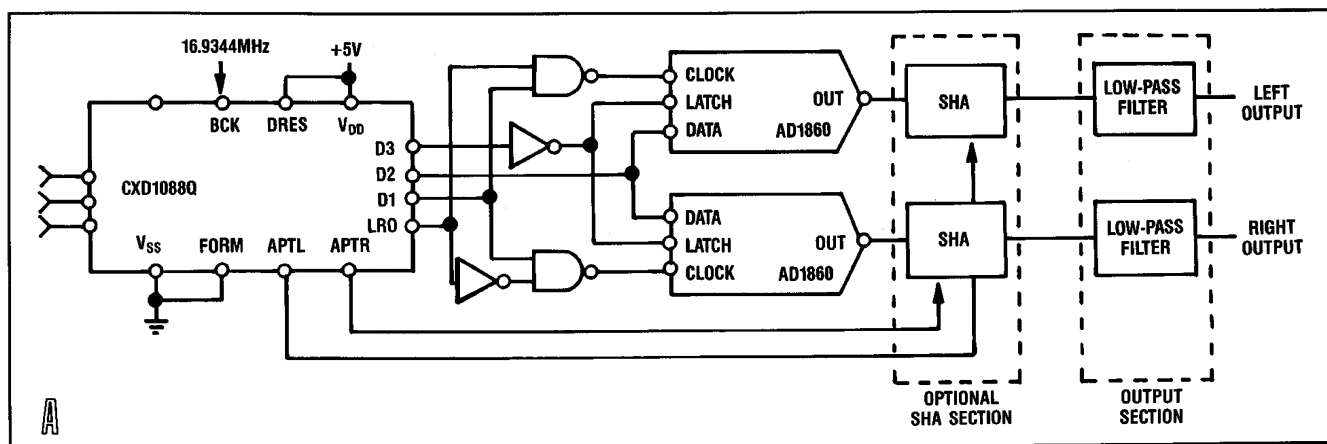 16.9344MHz
+5V
BCK
DRES
VDD
CXD1088Q
D3
D2
D1
LRO
VSS
FORM
APTL
APTR
CLOCK
LATCH
DATA
OUT
AD1860
DATA
LATCH
CLOCK
OUT
AD1860
SHA
SHA
LOW-PASS
FILTER
LOW-PASS
FILTER
LEFT
OUTPUT
RIGHT
OUTPUT
OPTIONAL
SHA SECTION
OUTPUT
SECTION
A